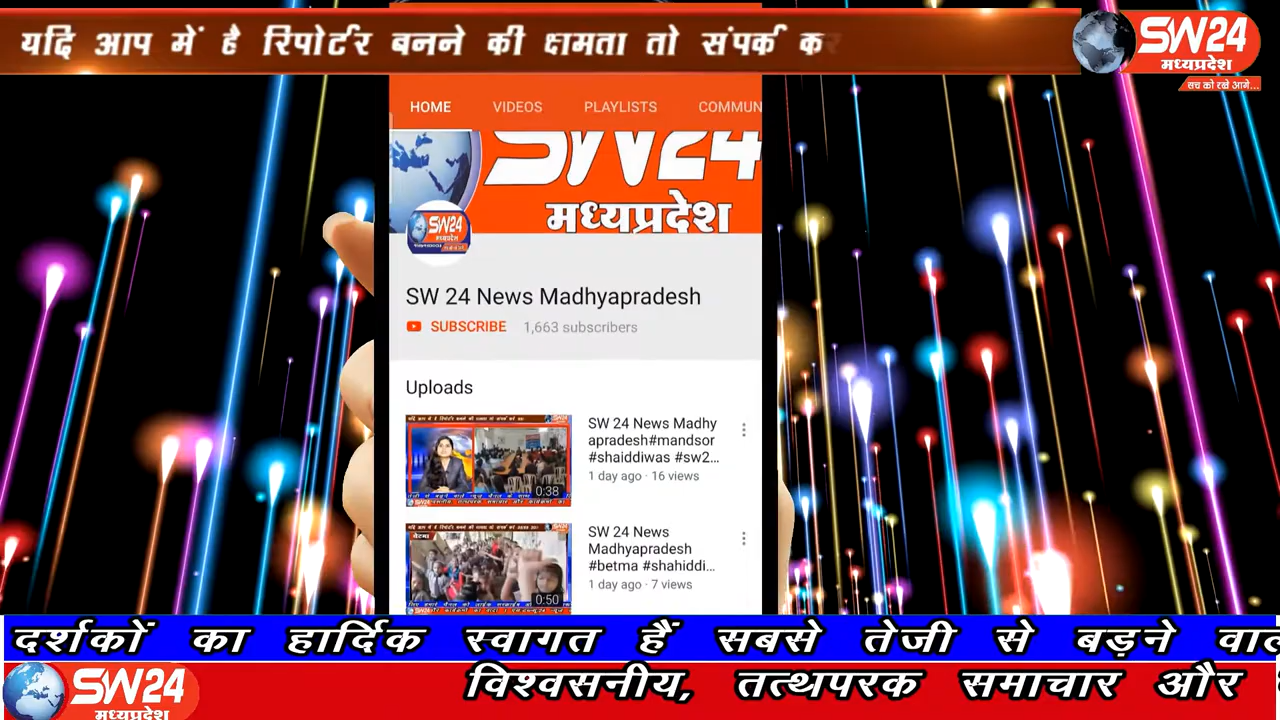 यदि आप में है रिपोर्टर बनने की क्षमता तो संपर्क कर
SW24
मध्यप्रदेश
सच को रखे आगे...
HOME VIDEOS PLAYLISTS COMMUN
SW24
मध्यप्रदेश
SW24
SW 24 News Madhyapradesh
SUBSCRIBE 1,663 subscribers
Uploads
SW 24 News Madhy
apradesh#mandsor
#shaiddiwas #sw2...
1 day ago · 16 views
0:38
SW 24 News
Madhyapradesh
#betma #shahiddi...
1 day ago · 7 views
0:50
दर्शकों का हार्दिक स्वागत हैं सबसे तेजी से बड़ने वाल
विश्वसनीय, तत्थपरक समाचार और
SW24
मध्यप्रदेश